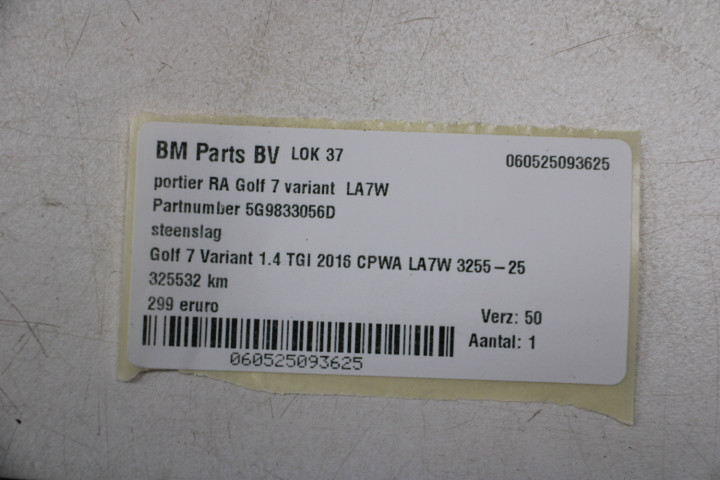 BM Parts BV LOK 37 060525093625
portier RA Golf 7 variant LA7W
Partnumber 5G9833056D
steenslag
Golf 7 Variant 1.4 TGI 2016 CPWA LA7W 3255-25
325532 km
299 eruro
Verz: 50
Aantal: 1
060525093625